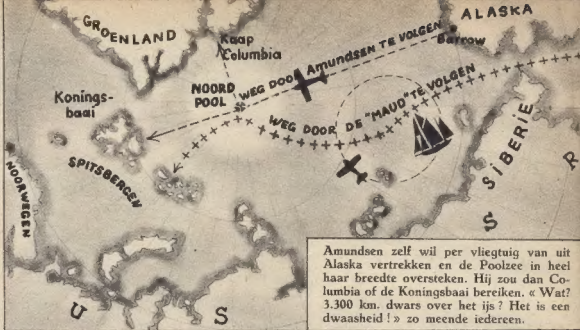 GROENLAND
Kaap
Columbia
ALASKA
Barrow
WEG DOOR AMUNDSEN TE VOLGEN
NOORD
POOL
Konings-
baai
WEG DOOR DE "MAUD" TE VOLGEN
SPITSBERGEN
NOORWEGEN
SIBERIE
R
U
S
S
Amundsen zelf wil per vliegtuig van uit
Alaska vertrekken en de Poolzee in heel
haar breedte oversteken. Hij zou dan Co-
lumbia of de Koningsbaai bereiken. « Wat?
3.300 km. dwars over het ijs ? Het is een
dwaasheid ! » zo meende iedereen.